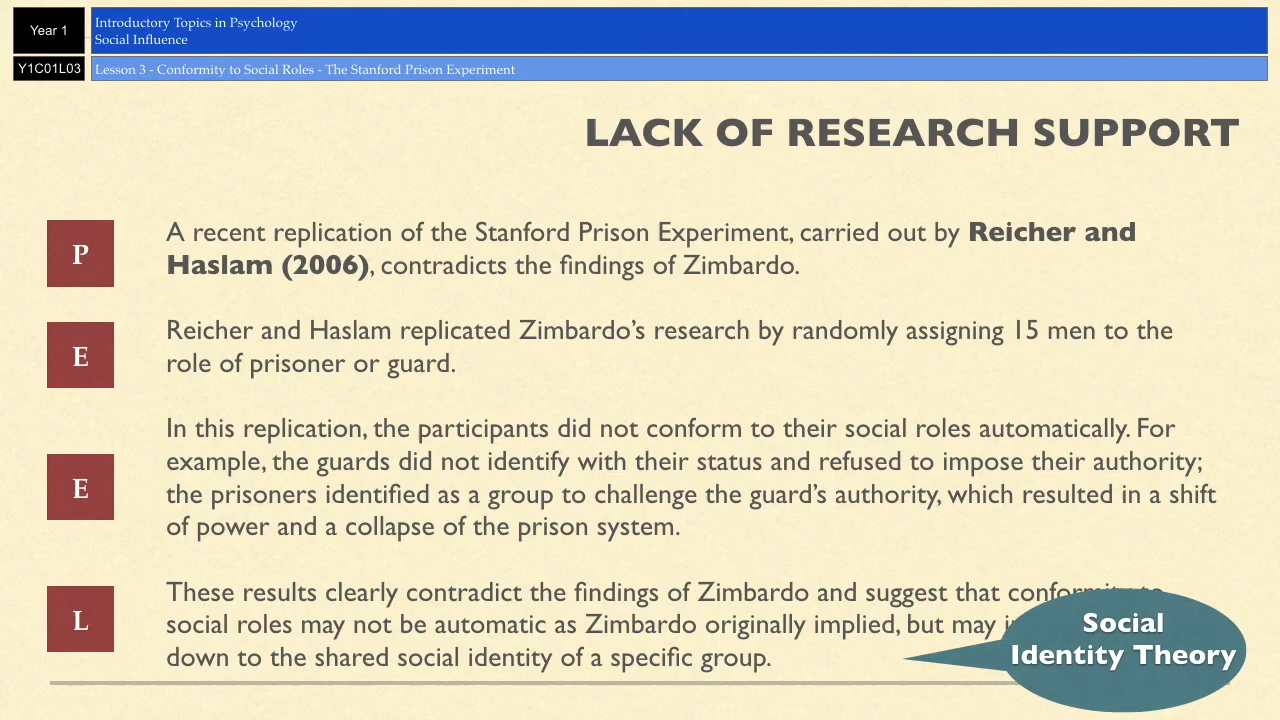 Year 1
Introductory Topics in Psychology
Social Influence
Y1C01L03
Lesson 3 - Conformity to Social Roles - The Stanford Prison Experiment
LACK OF RESEARCH SUPPORT
P
A recent replication of the Stanford Prison Experiment, carried out by Reicher and
Haslam (2006), contradicts the findings of Zimbardo.
E
Reicher and Haslam replicated Zimbardo’s research by randomly assigning 15 men to the
role of prisoner or guard.
E
In this replication, the participants did not conform to their social roles automatically. For
example, the guards did not identify with their status and refused to impose their authority;
the prisoners identified as a group to challenge the guard’s authority, which resulted in a shift
of power and a collapse of the prison system.
L
These results clearly contradict the findings of Zimbardo and suggest that conformity to
social roles may not be automatic as Zimbardo originally implied, but may
down to the shared social identity of a specific group.
Social
Identity Theory